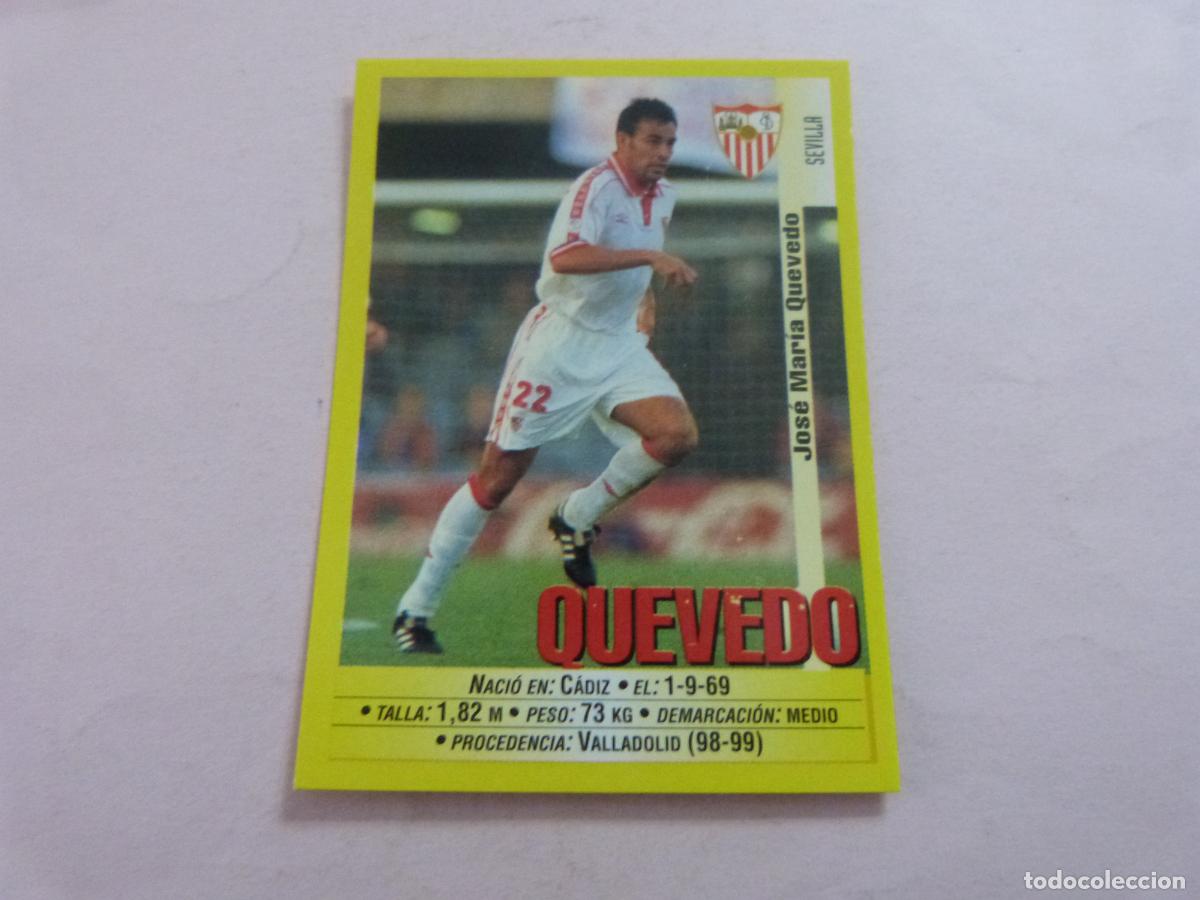 SEVILLA
José María Quevedo
22
QUEVEDO
NACIÓ EN: CÁDIZ • EL: 1-9-69
• TALLA: 1,82 M • PESO: 73 KG • DEMARCACIÓN: MEDIO
• PROCEDENCIA: VALLADOLID (98-99)
todocoleccion